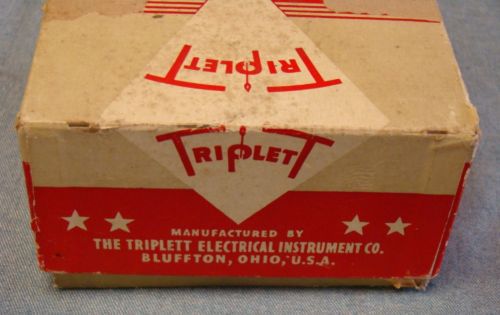 TRIPLETT
TRIPLETT
MANUFACTURED BY
THE TRIPLETT ELECTRICAL INSTRUMENT CO.
BLUFFTON, OHIO, U.S.A.